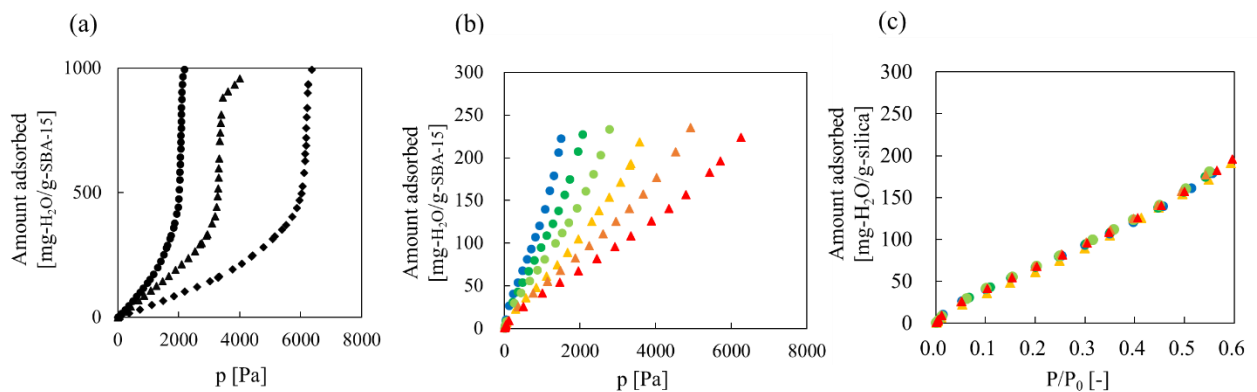 (a)
Amount adsorbed
[mg-H₂O/g-SBA-15]
1000
500
0
0 2000 4000 6000 8000
p [Pa]
(b)
Amount adsorbed
[mg-H₂O/g-SBA-15]
300
250
200
150
100
50
0
0 2000 4000 6000 8000
p [Pa]
(c)
Amount adsorbed
[mg-H₂O/g-silica]
300
250
200
150
100
50
0
0.0 0.1 0.2 0.3 0.4 0.5 0.6
P/P₀ [-]